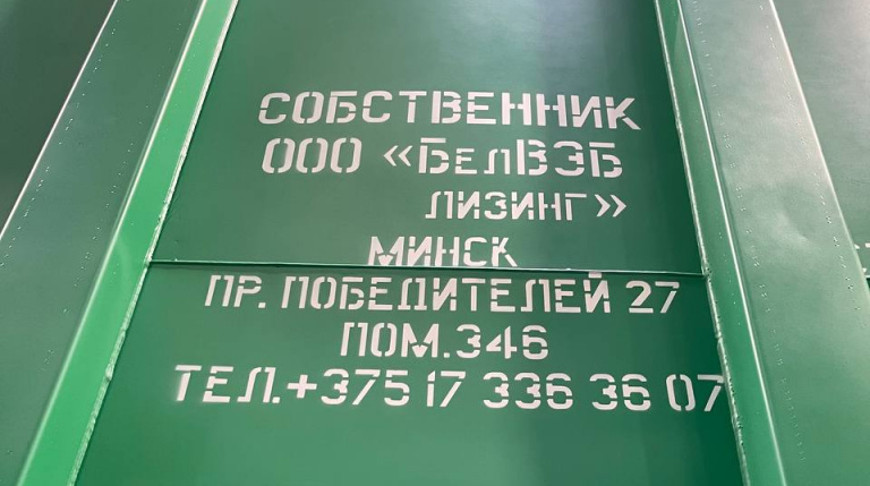 СОБСТВЕННИК
ООО «БелВЭБ
ЛИЗИНГ»
МИНСК
ПР. ПОБЕДИТЕЛЕЙ 27
ПОМ.346
ТЕЛ.+375 17 336 36 07